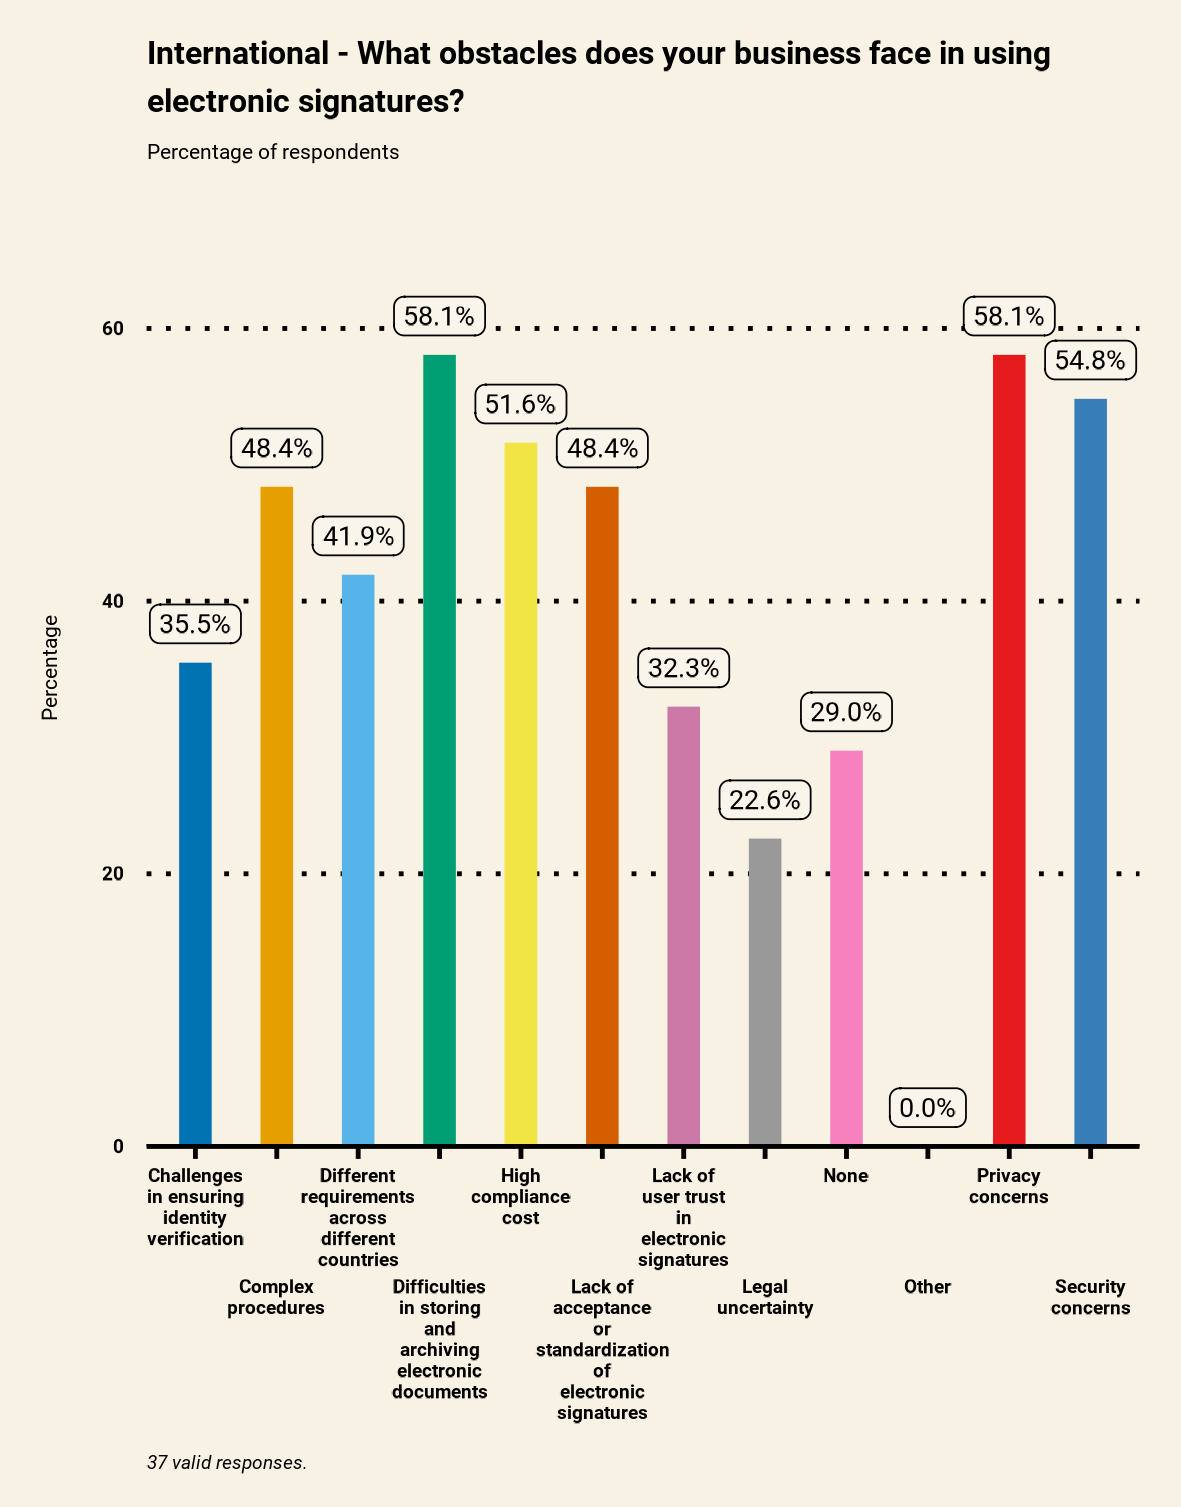 International - What obstacles does your business face in using
electronic signatures?
Percentage of respondents
Percentage
60
40
20
0
35.5%
48.4%
41.9%
58.1%
51.6%
48.4%
32.3%
22.6%
29.0%
0.0%
58.1%
54.8%
Challenges
in ensuring
identity
verification
Complex
procedures
Different
requirements
across
different
countries
Difficulties
in storing
and
archiving
electronic
documents
High
compliance
cost
Lack of
acceptance
or
standardization
of
electronic
signatures
Lack of
user trust
in
electronic
signatures
Legal
uncertainty
None
Other
Privacy
concerns
Security
concerns
37 valid responses.